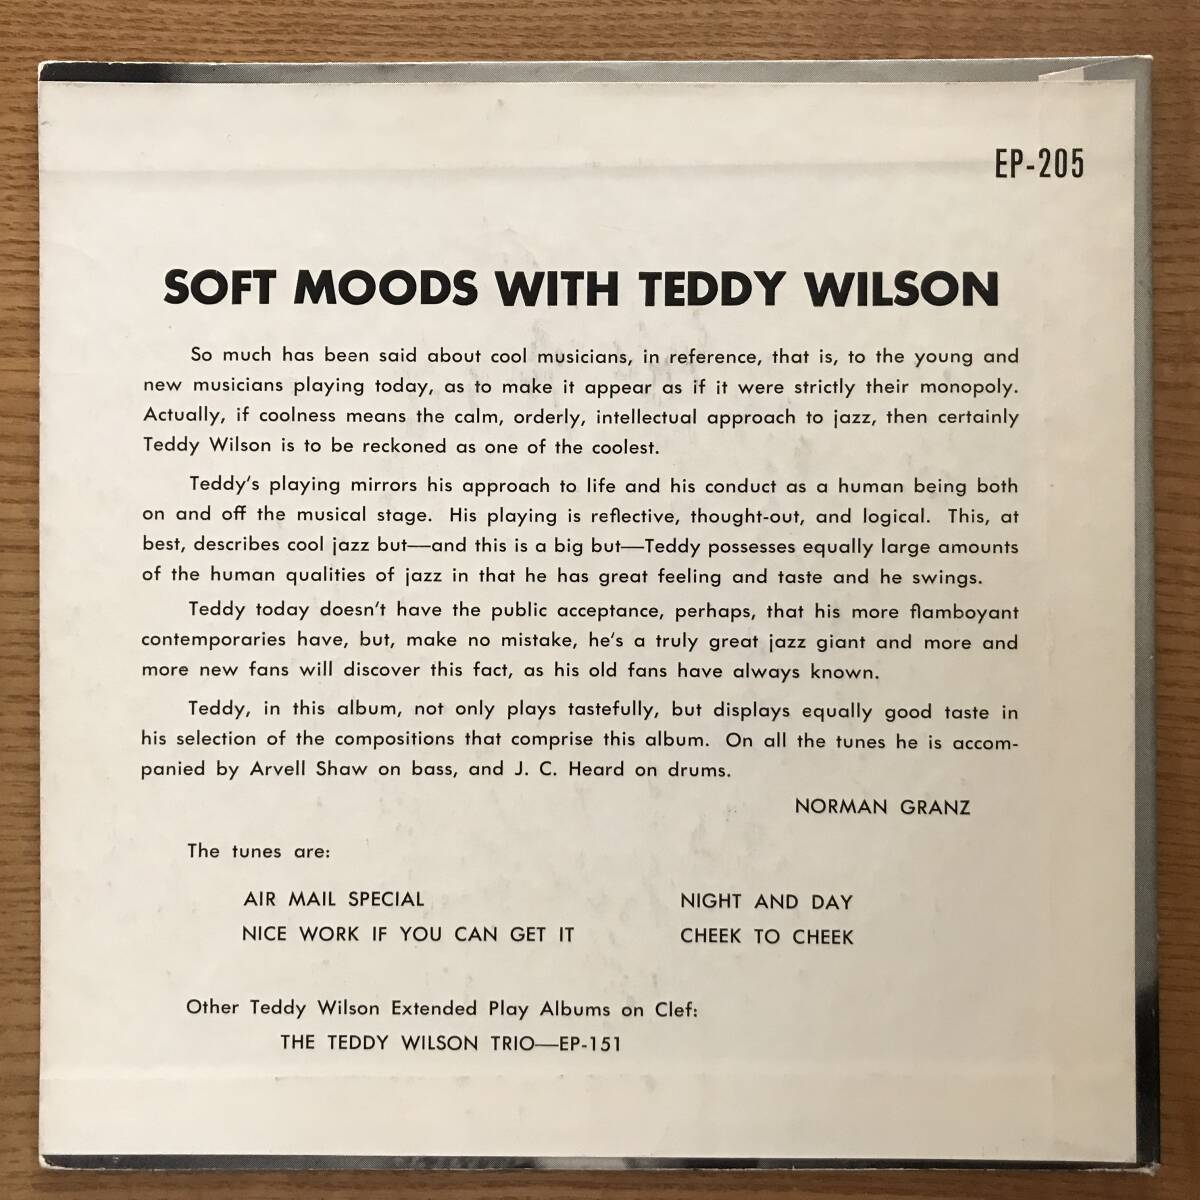 EP-205
SOFT MOODS WITH TEDDY WILSON
So much has been said about cool musicians, in reference, that is, to the young and
new musicians playing today, as to make it appear as if it were strictly their monopoly.
Actually, if coolness means the calm, orderly, intellectual approach to jazz, then certainly
Teddy Wilson is to be reckoned as one of the coolest.
Teddy's playing mirrors his approach to life and his conduct as a human being both
on and off the musical stage. His playing is reflective, thought-out, and logical. This, at
best, describes cool jazz but—and this is a big but—Teddy possesses equally large amounts
of the human qualities of jazz in that he has great feeling and taste and he swings.
Teddy today doesn't have the public acceptance, perhaps, that his more flamboyant
contemporaries have, but, make no mistake, he's a truly great jazz giant and more and
more new fans will discover this fact, as his old fans have always known.
Teddy, in this album, not only plays tastefully, but displays equally good taste in
his selection of the compositions that comprise this album. On all the tunes he is accom-
panied by Arvell Shaw on bass, and J. C. Heard on drums.
NORMAN GRANZ
The tunes are:
AIR MAIL SPECIAL
NIGHT AND DAY
NICE WORK IF YOU CAN GET IT
CHEEK TO CHEEK
Other Teddy Wilson Extended Play Albums on Clef:
THE TEDDY WILSON TRIO—EP-151